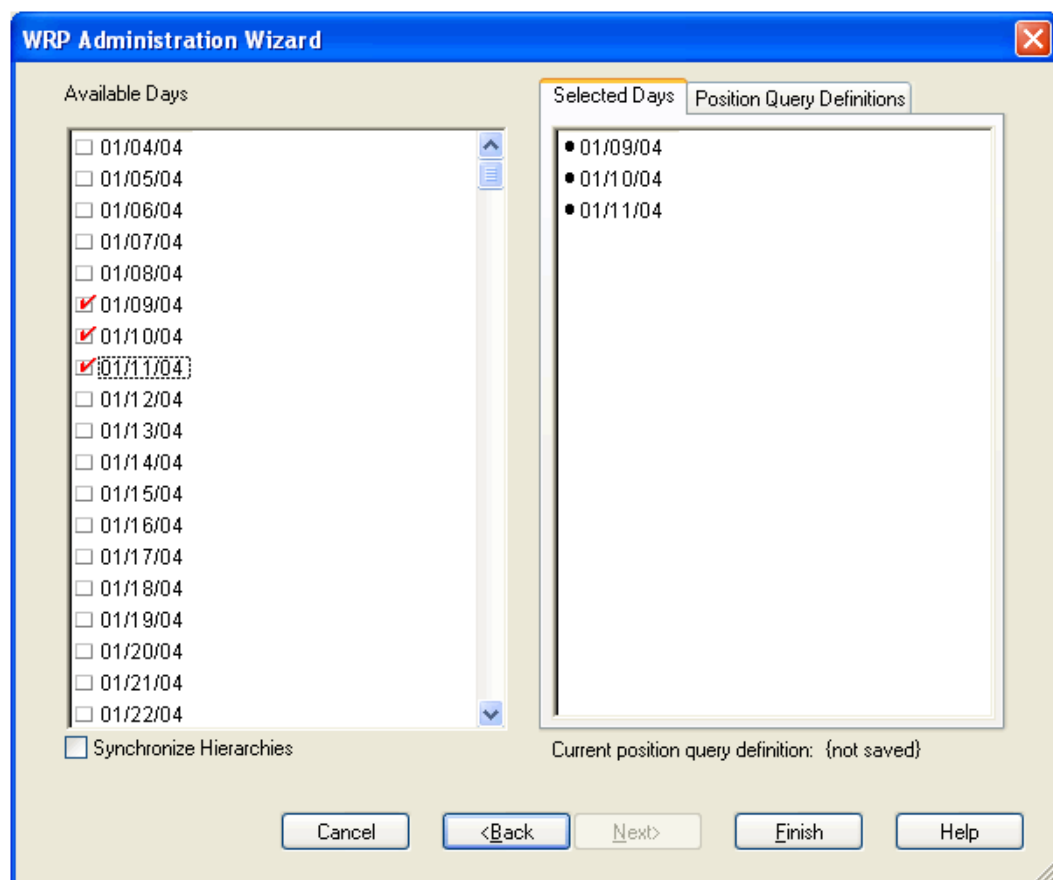 WRP Administration Wizard
Available Days
01/04/04
01/05/04
01/06/04
01/07/04
01/08/04
01/09/04
01/10/04
01/11/04
01/12/04
01/13/04
01/14/04
01/15/04
01/16/04
01/17/04
01/18/04
01/19/04
01/20/04
01/21/04
01/22/04
Synchronize Hierarchies
Selected Days
Position Query Definitions
01/09/04
01/10/04
01/11/04
Current position query definition: {not saved}
Cancel
<Back
Next>
Finish
Help